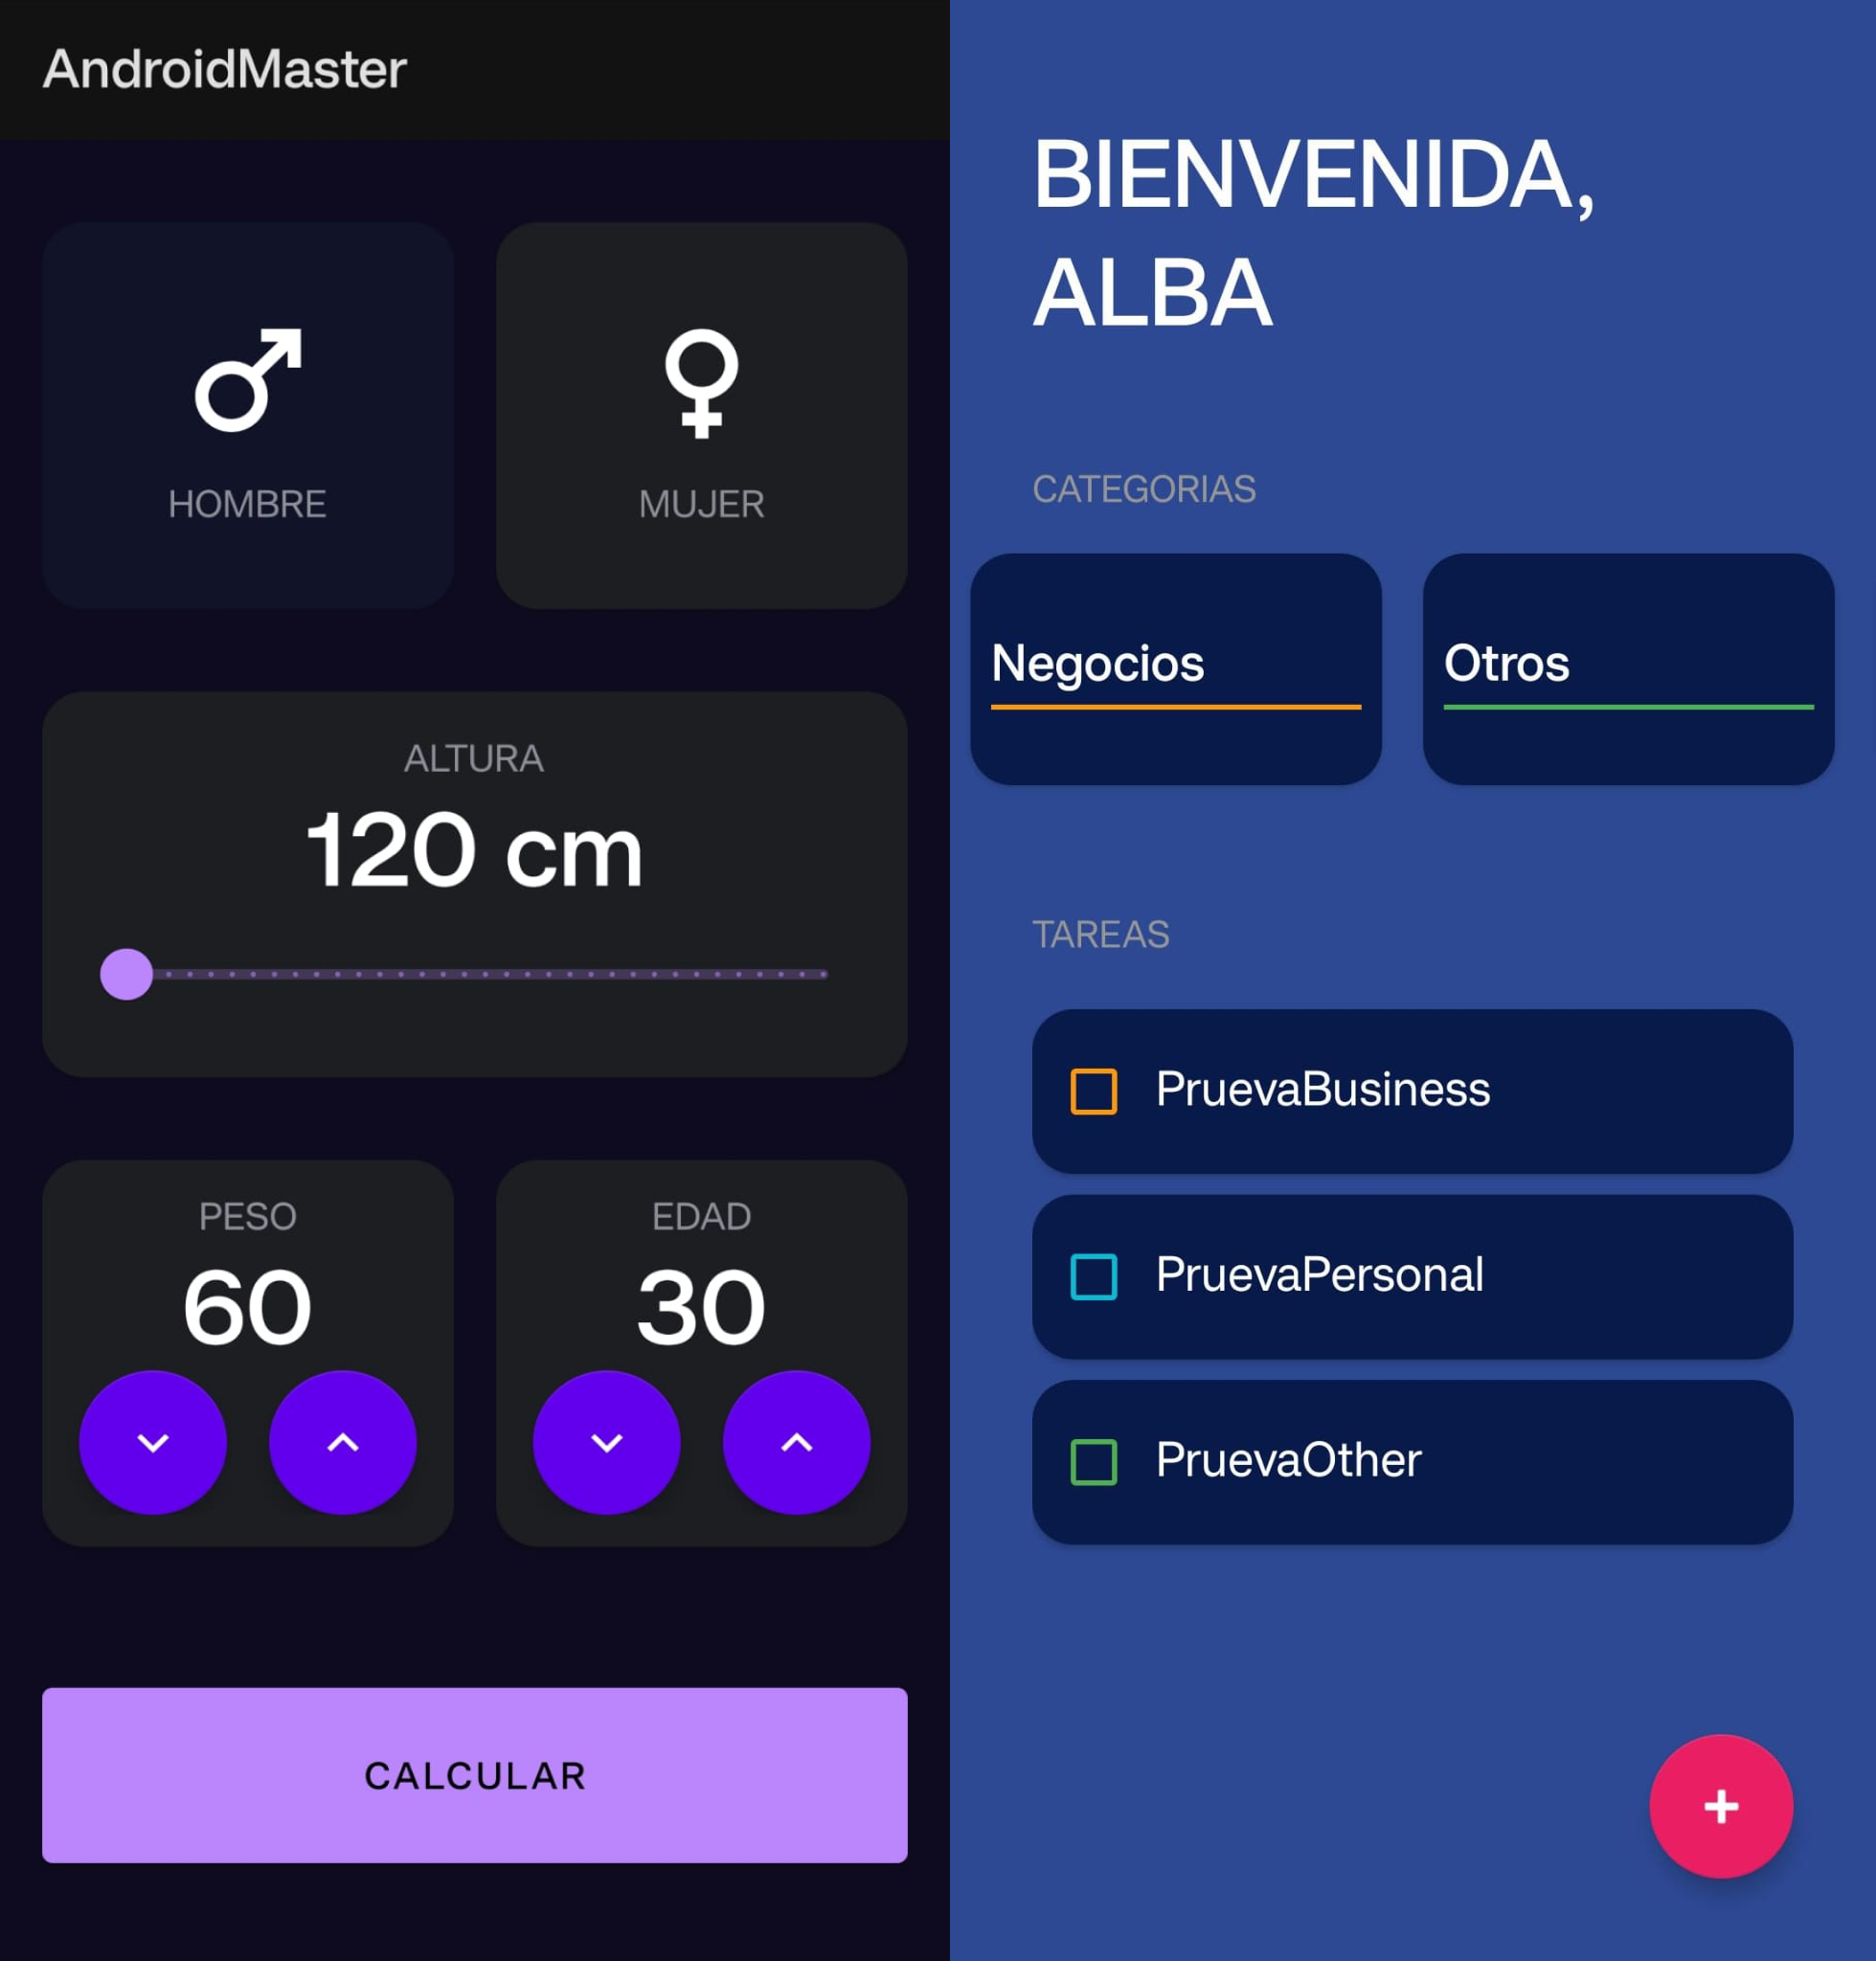 AndroidMaster
HOMBRE
MUJER
ALTURA
120 cm
PESO
60
EDAD
30
CALCULAR
BIENVENIDA,
ALBA
CATEGORIAS
Negocios
Otros
TAREAS
PruevaBusiness
PruevaPersonal
PruevaOther